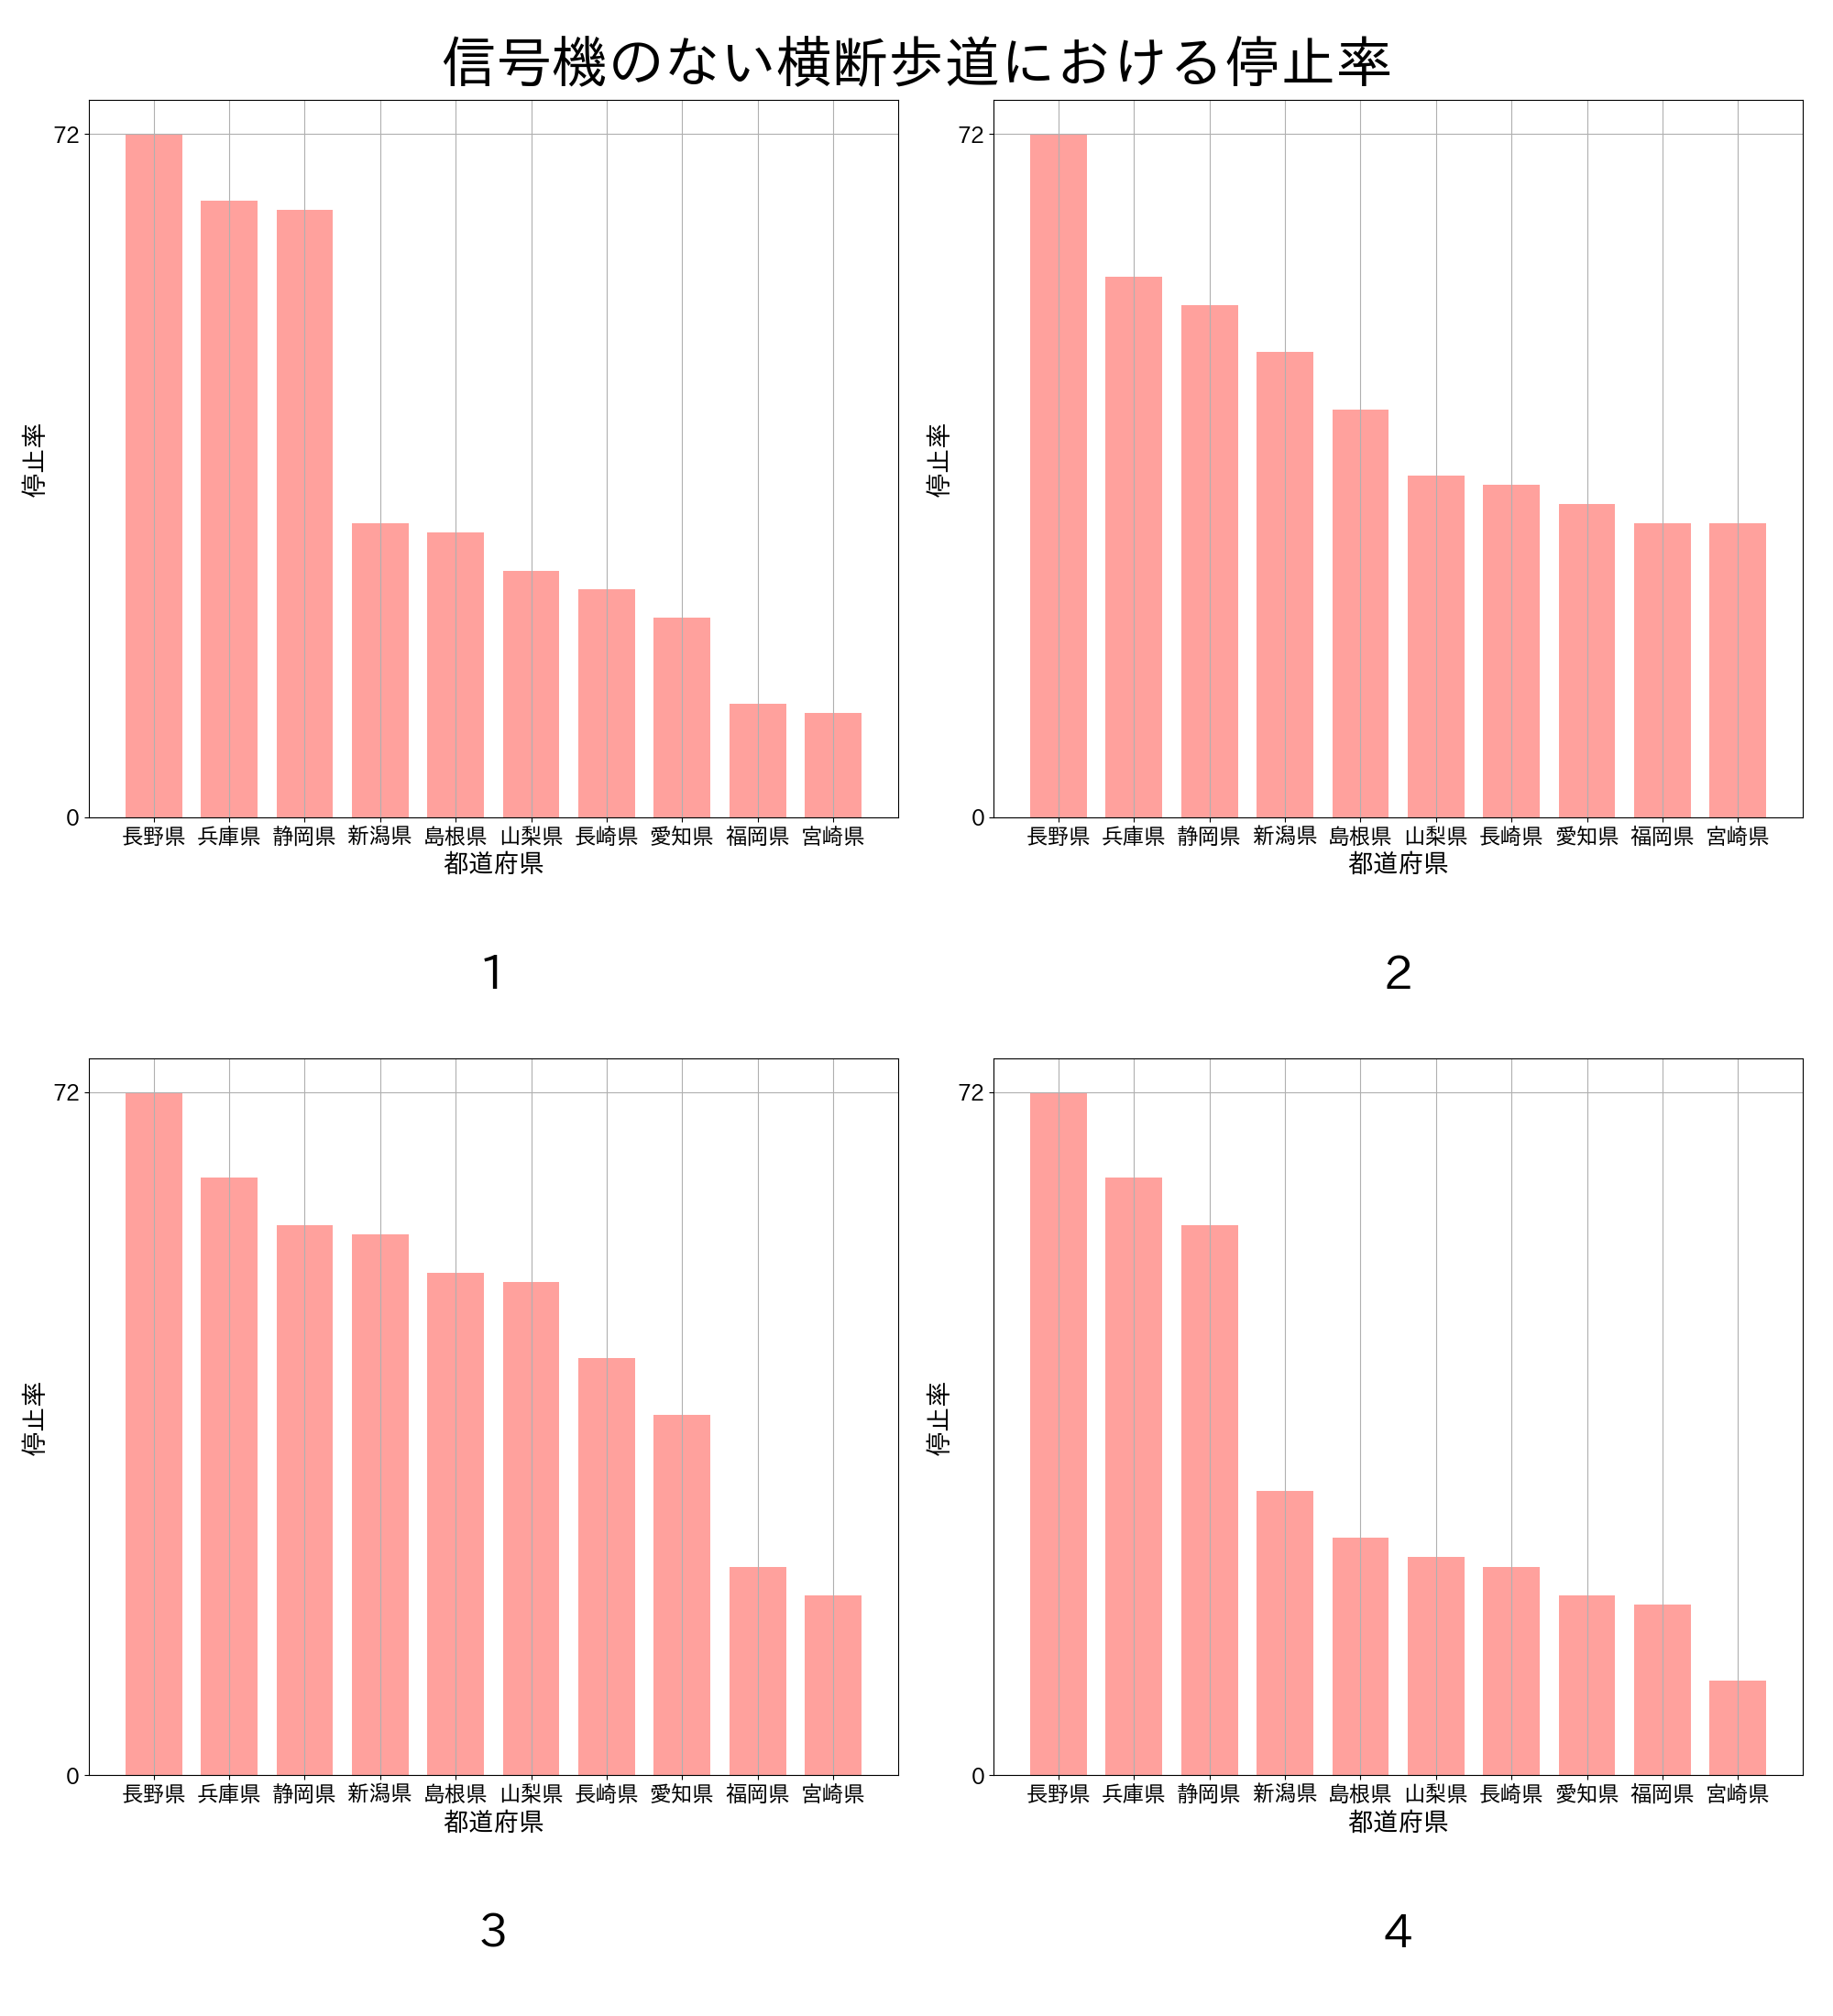 信号機のない横断歩道における停止率
72
0
停止率
長野県 兵庫県 静岡県 新潟県 島根県 山梨県 長崎県 愛知県 福岡県 宮崎県
都道府県
1
72
0
停止率
長野県 兵庫県 静岡県 新潟県 島根県 山梨県 長崎県 愛知県 福岡県 宮崎県
都道府県
2
72
0
停止率
長野県 兵庫県 静岡県 新潟県 島根県 山梨県 長崎県 愛知県 福岡県 宮崎県
都道府県
3
72
0
停止率
長野県 兵庫県 静岡県 新潟県 島根県 山梨県 長崎県 愛知県 福岡県 宮崎県
都道府県
4